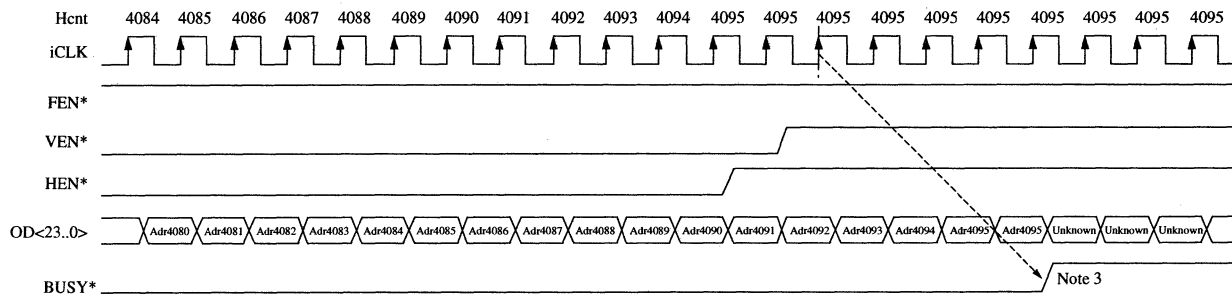 Hcnt 4084 4085 4086 4087 4088 4089 4090 4091 4092 4093 4094 4095 4095 4095 4095 4095 4095 4095 4095 4095 4095
iCLK
FEN*
VEN*
HEN*
OD<23..0> Adr4080 Adr4081 Adr4082 Adr4083 Adr4084 Adr4085 Adr4086 Adr4087 Adr4088 Adr4089 Adr4090 Adr4091 Adr4092 Adr4093 Adr4094 Adr4095 Adr4095 Unknown Unknown Unknown
BUSY* Note 3